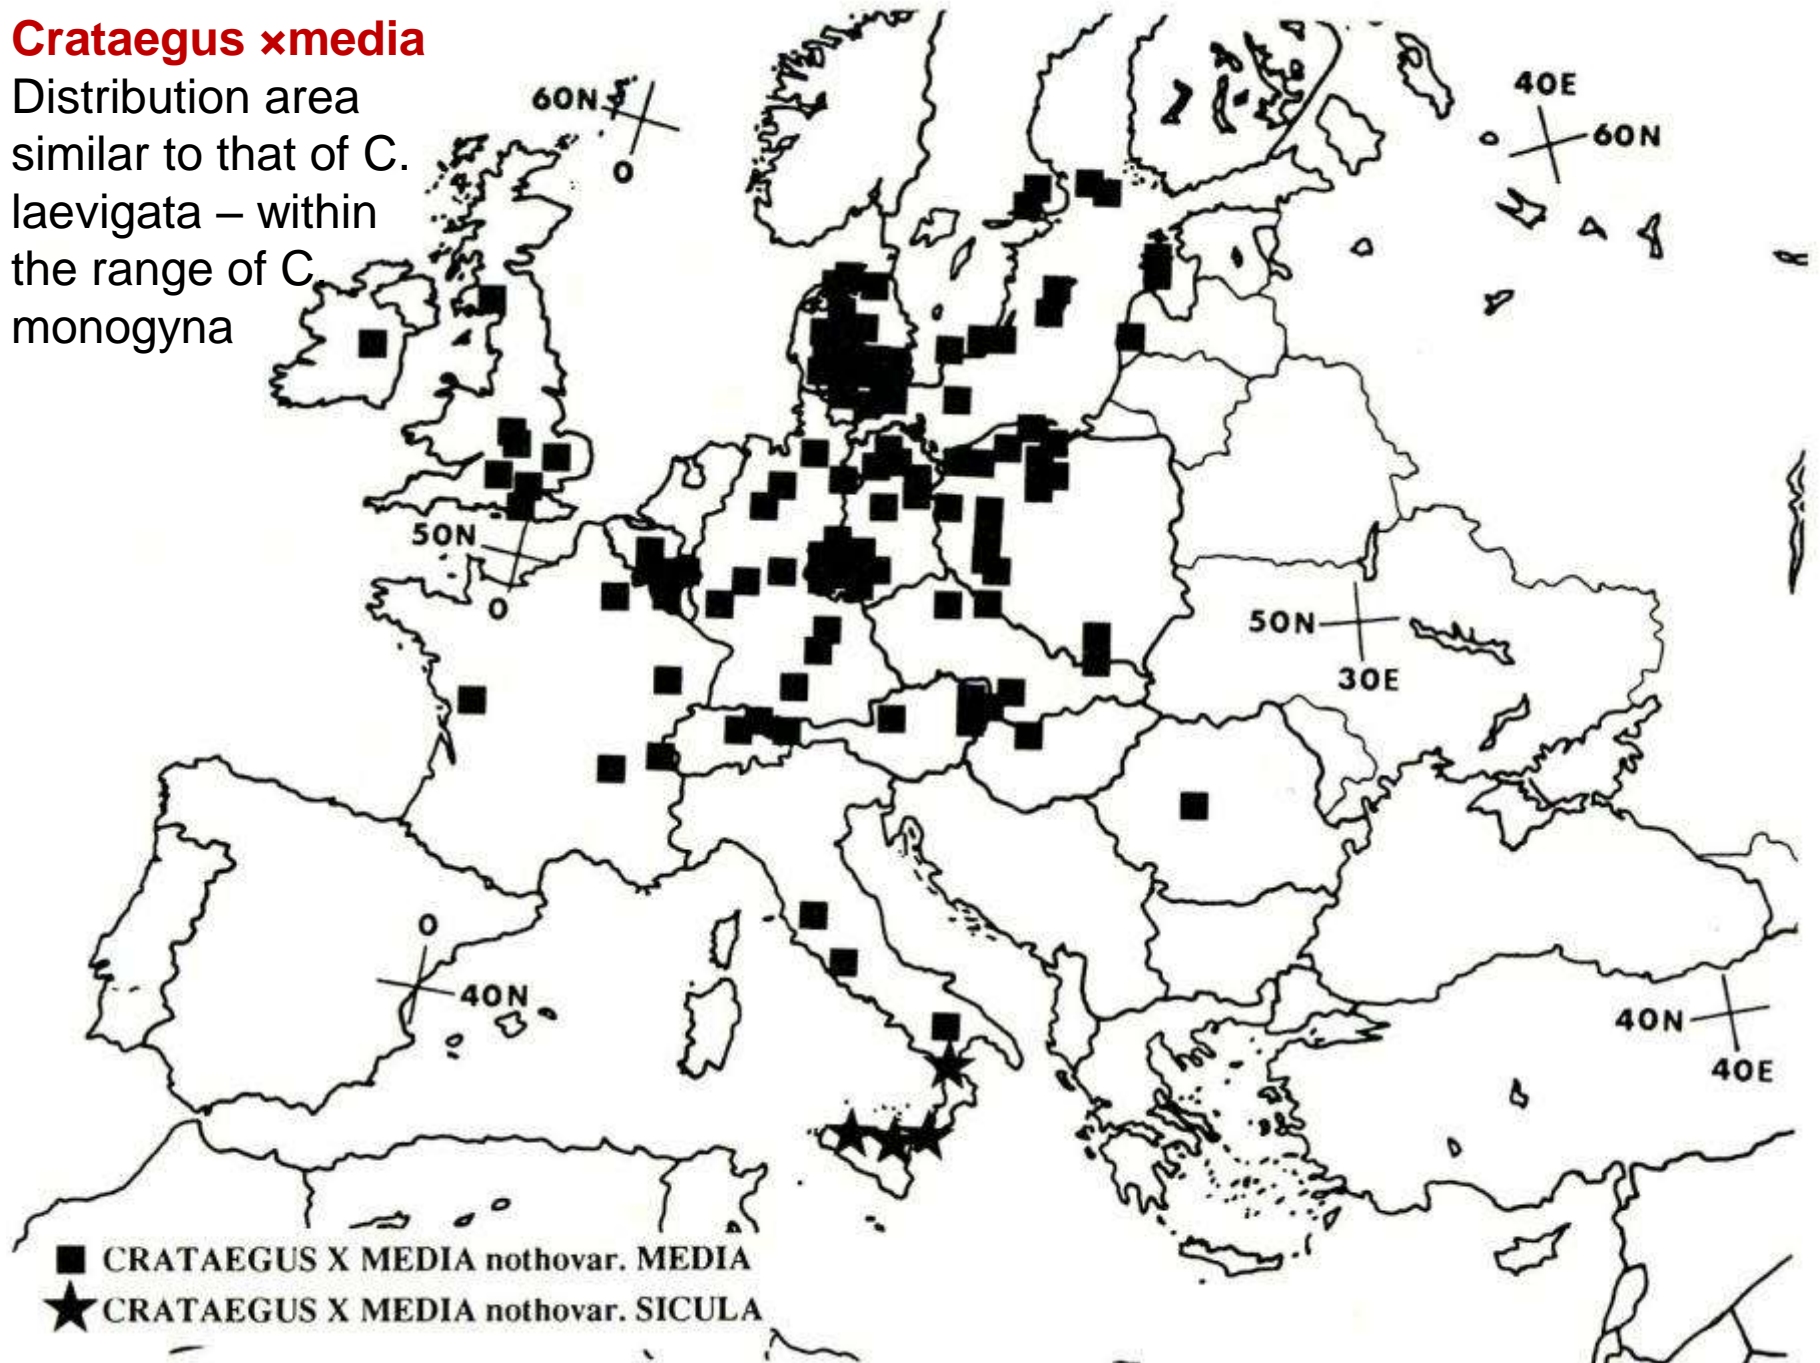 Crataegus ×media
Distribution area
similar to that of C.
laevigata – within
the range of C.
monogyna
60N
0
40E
60N
50N
0
50N
30E
0
40N
40N
40E
CRATAEGUS X MEDIA nothovar. MEDIA
CRATAEGUS X MEDIA nothovar. SICULA